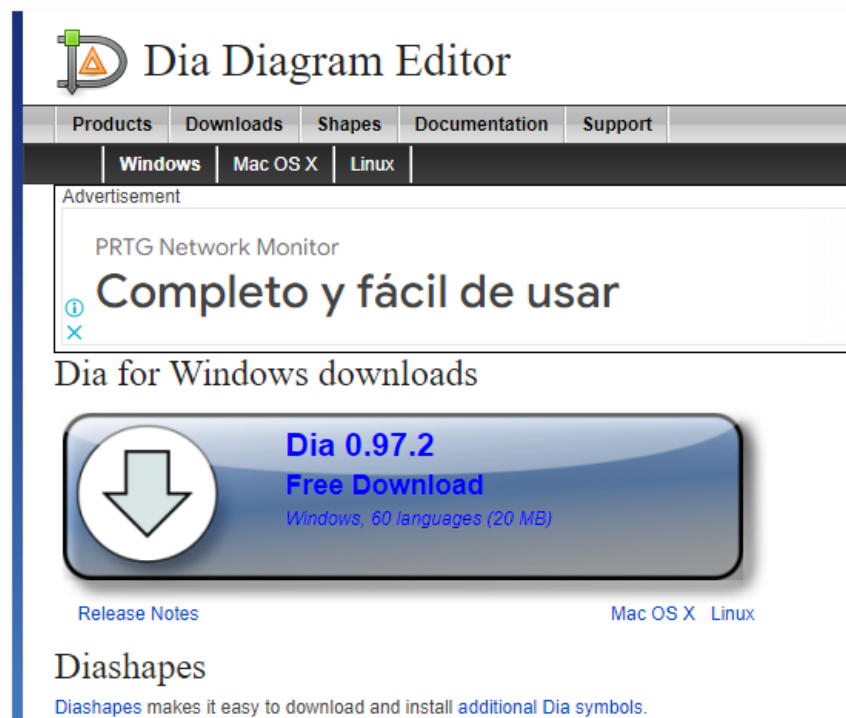 Dia Diagram Editor
Products Downloads Shapes Documentation Support
Windows Mac OS X Linux
Advertisement
PRTG Network Monitor
Completo y fácil de usar
Dia for Windows downloads
Dia 0.97.2
Free Download
Windows, 60 languages (20 MB)
Release Notes Mac OS X Linux
Diashapes
Diashapes makes it easy to download and install additional Dia symbols.